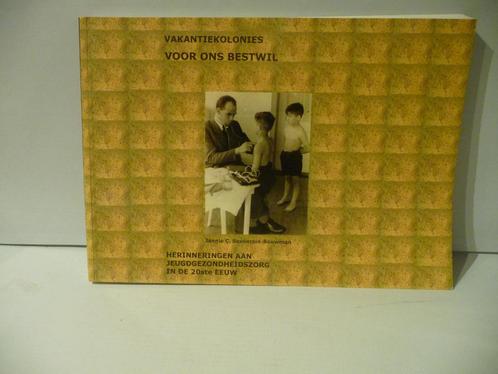 VAKANTIEKOLONIES
VOOR ONS BESTWIL
C.
HERINNERINGEN AAN
JEUGDGEZONDHEIDSZORG
IN DE 20ste EEUW